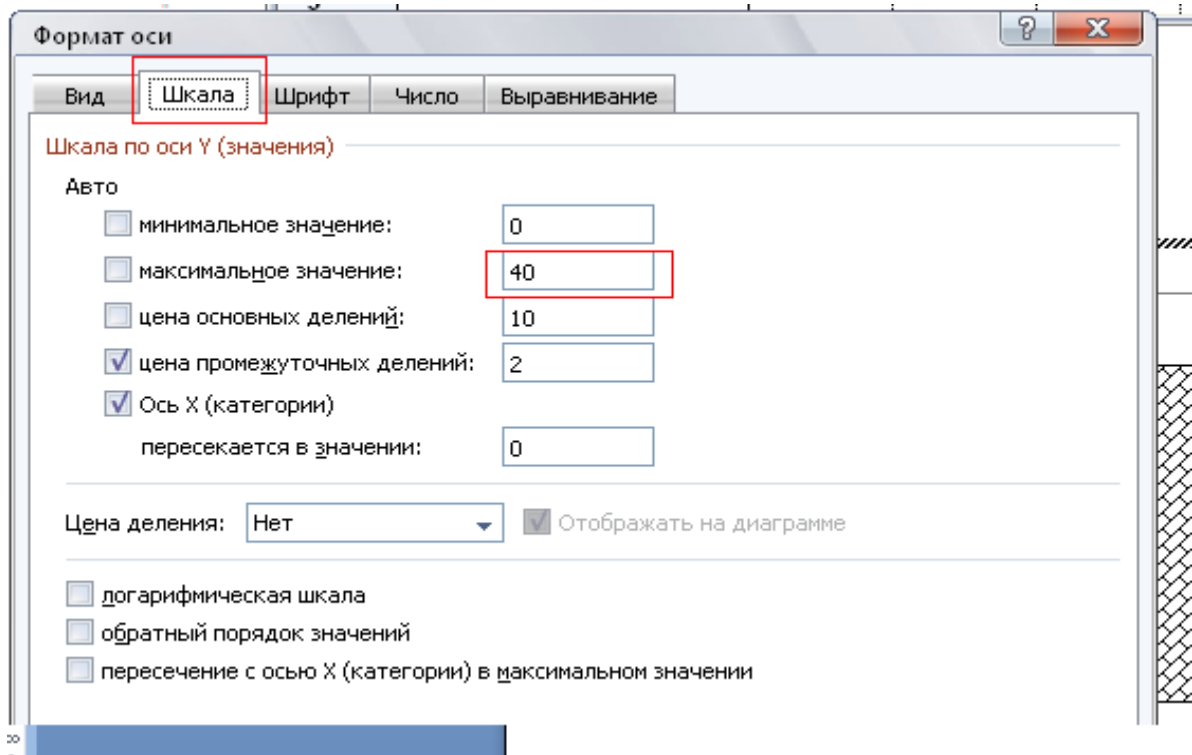 Формат оси
Вид Шкала Шрифт Число Выравнивание
Шкала по оси Y (значения)
Авто
минимальное значение: 0
максимальное значение: 40
цена основных делений: 10
цена промежуточных делений: 2
Ось X (категории)
пересекается в значении: 0
Цена деления: Нет Отображать на диаграмме
логарифмическая шкала
обратный порядок значений
пересечение с осью X (категории) в максимальном значении